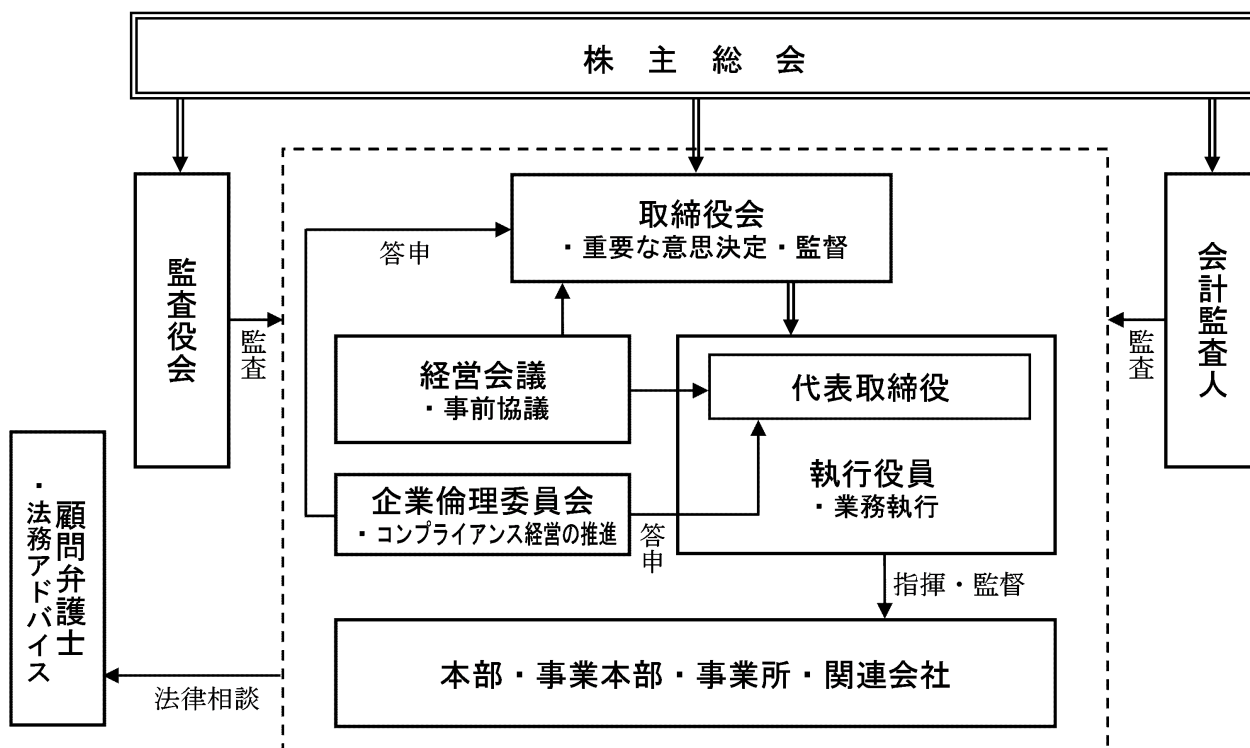 株主総会
取締役会
・重要な意思決定・監督
答申
監査役会
監査
会計監査人
監査
経営会議
・事前協議
代表取締役
執行役員
・業務執行
企業倫理委員会
・コンプライアンス経営の推進
答申
指揮・監督
顧問弁護士
・法務アドバイス
法律相談
本部・事業本部・事業所・関連会社